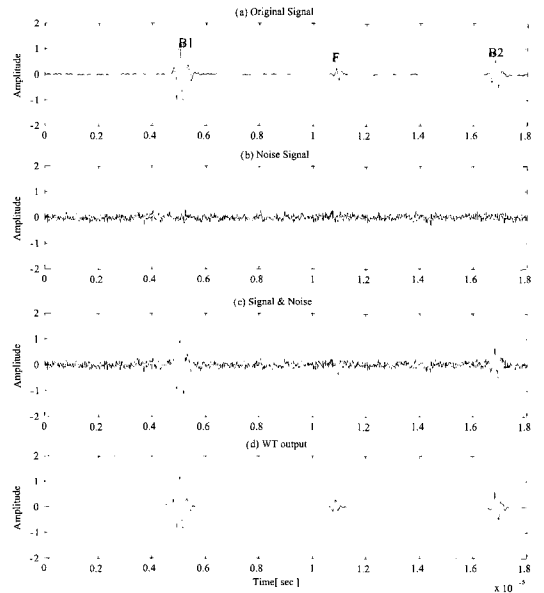 (a) Original Signal
2
1
0
-1
-2
Amplitude
B1
F
B2
0 0.2 0.4 0.6 0.8 1 1.2 1.4 1.6 1.8
(b) Noise Signal
2
1
0
-1
-2
Amplitude
0 0.2 0.4 0.6 0.8 1 1.2 1.4 1.6 1.8
(c) Signal & Noise
2
1
0
-1
-2
Amplitude
0 0.2 0.4 0.6 0.8 1 1.2 1.4 1.6 1.8
(d) WT output
2
1
0
-1
-2
Amplitude
0 0.2 0.4 0.6 0.8 1 1.2 1.4 1.6 1.8
Time[ sec ]
x 10 -5